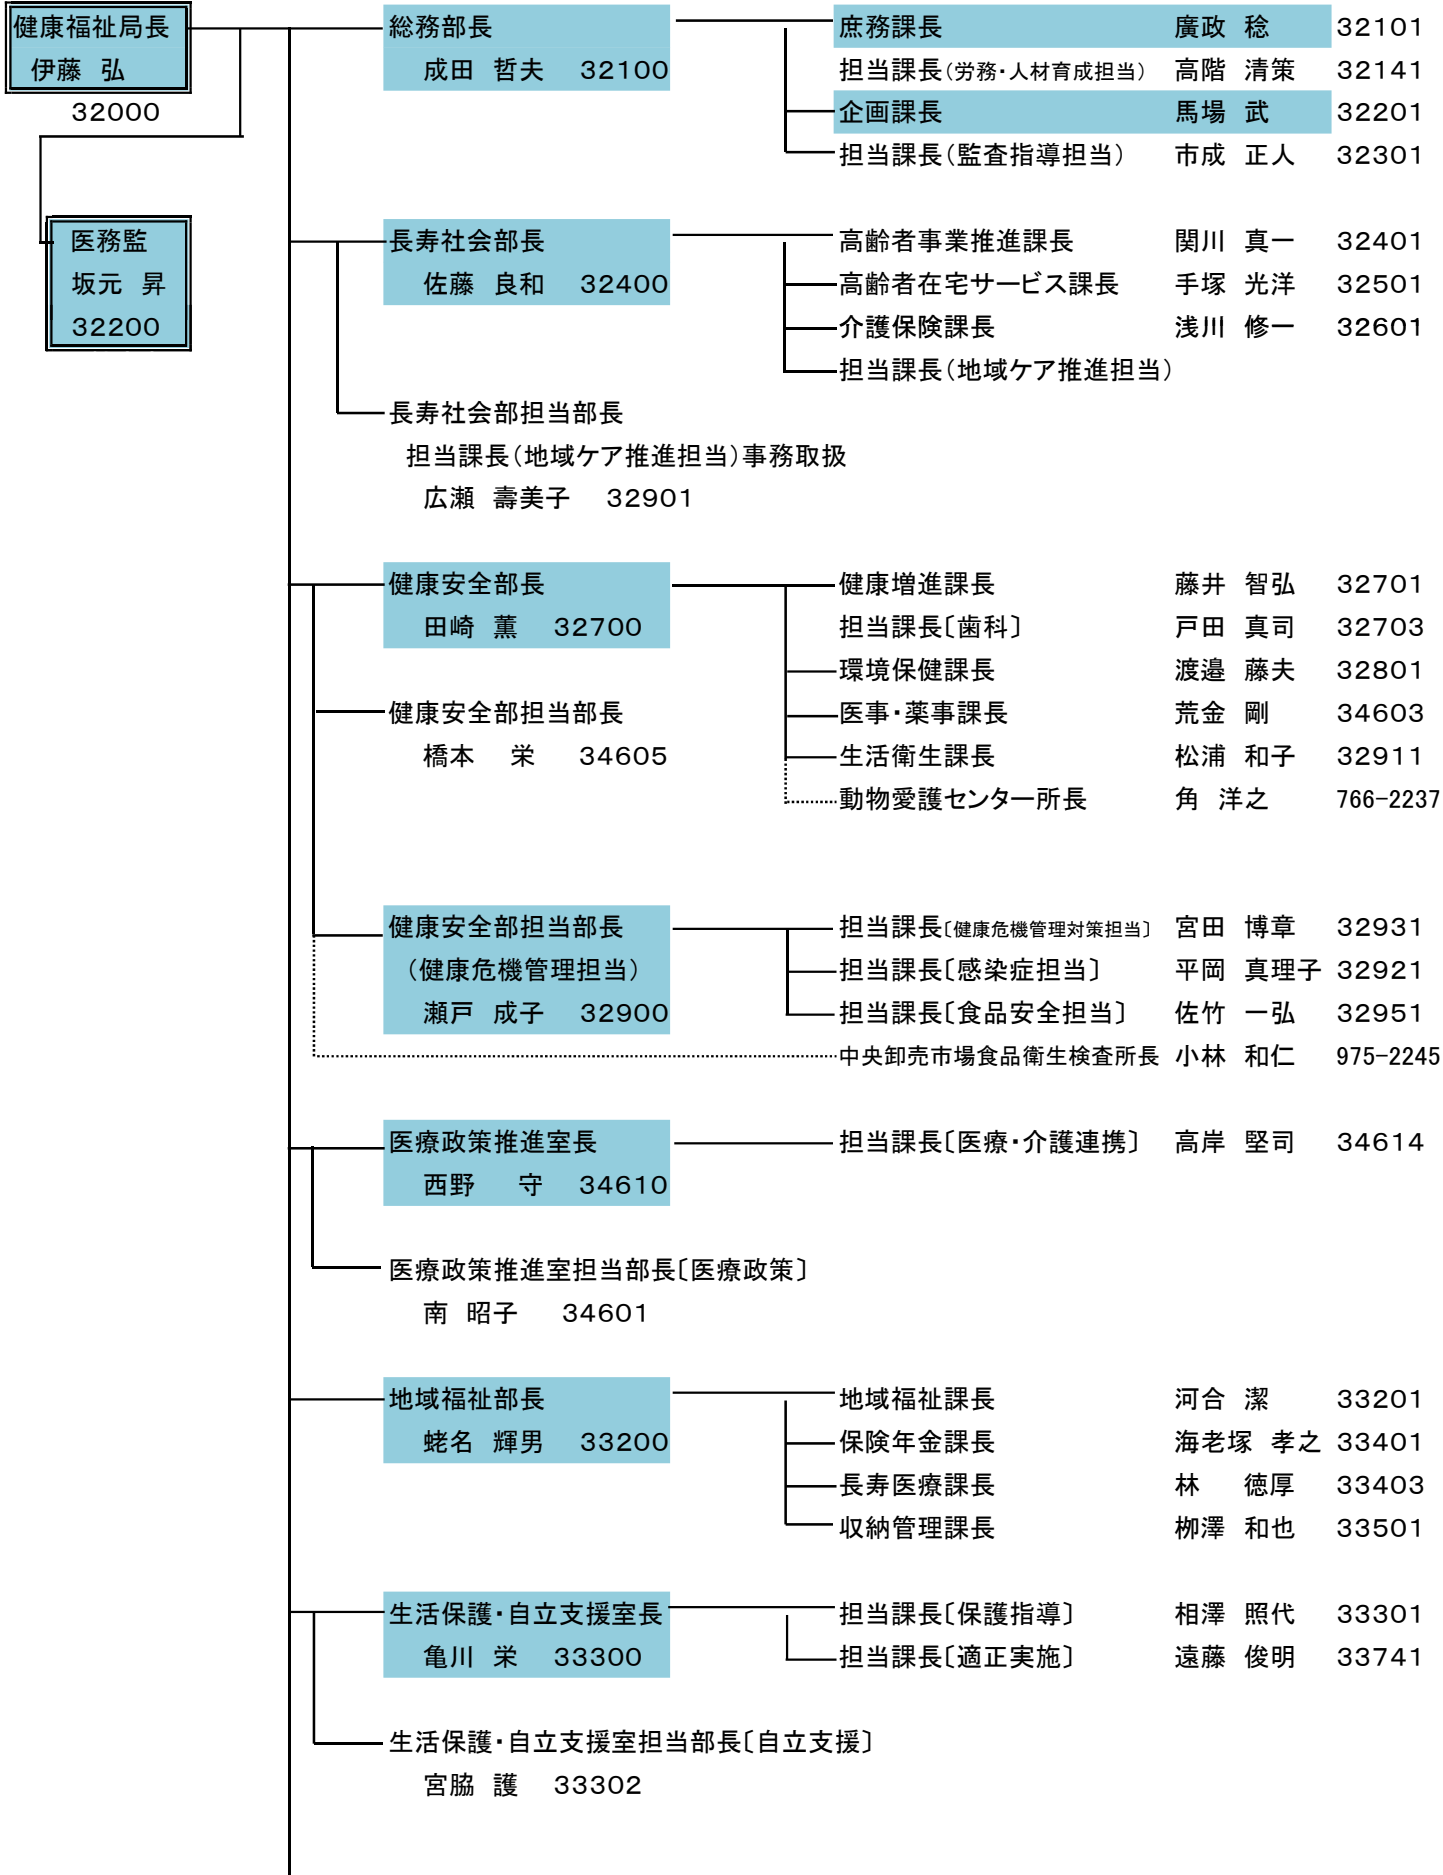 健康福祉局長
伊藤 弘
32000
医務監
坂元 昇
32200
総務部長
成田 哲夫 32100
庶務課長 廣政 稔 32101
担当課長(労務・人材育成担当) 高階 清策 32141
企画課長 馬場 武 32201
担当課長(監査指導担当) 市成 正人 32301
長寿社会部長
佐藤 良和 32400
高齢者事業推進課長 関川 真一 32401
高齢者在宅サービス課長 手塚 光洋 32501
介護保険課長 浅川 修一 32601
担当課長(地域ケア推進担当)
長寿社会部担当部長
担当課長(地域ケア推進担当)事務取扱
広瀬 壽美子 32901
健康安全部長
田崎 薫 32700
健康増進課長 藤井 智弘 32701
担当課長〔歯科〕 戸田 真司 32703
環境保健課長 渡邉 藤夫 32801
医事・薬事課長 荒金 剛 34603
生活衛生課長 松浦 和子 32911
動物愛護センター所長 角 洋之 766-2237
健康安全部担当部長
橋本 栄 34605
健康安全部担当部長
(健康危機管理担当)
瀬戸 成子 32900
担当課長〔健康危機管理対策担当〕 宮田 博章 32931
担当課長〔感染症担当〕 平岡 真理子 32921
担当課長〔食品安全担当〕 佐竹 一弘 32951
中央卸売市場食品衛生検査所長 小林 和仁 975-2245
医療政策推進室長
西野 守 34610
担当課長〔医療・介護連携〕 高岸 堅司 34614
医療政策推進室担当部長〔医療政策〕
南 昭子 34601
地域福祉部長
蛯名 輝男 33200
地域福祉課長 河合 潔 33201
保険年金課長 海老塚 孝之 33401
長寿医療課長 林 徳厚 33403
収納管理課長 栁澤 和也 33501
生活保護・自立支援室長
亀川 栄 33300
担当課長〔保護指導〕 相澤 照代 33301
担当課長〔適正実施〕 遠藤 俊明 33741
生活保護・自立支援室担当部長〔自立支援〕
宮脇 護 33302